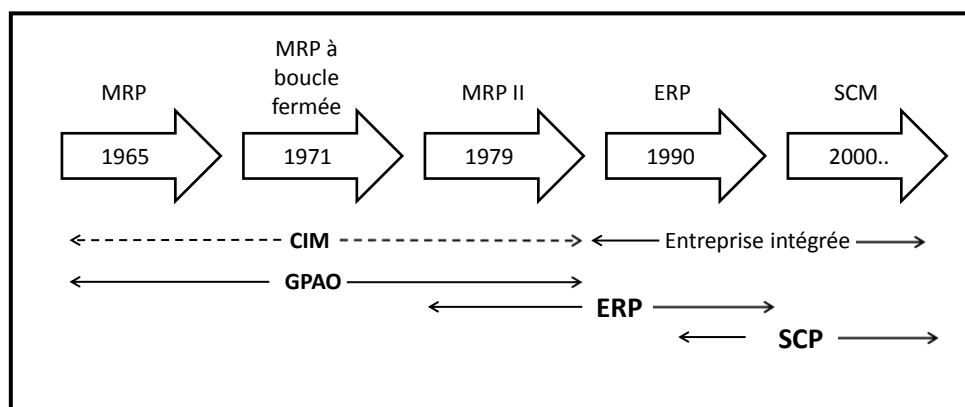 MRP
MRP à
boucle
fermée
MRP II
ERP
SCM
1965
1971
1979
1990
2000..
CIM
Entreprise intégrée
GPAO
ERP
SCP